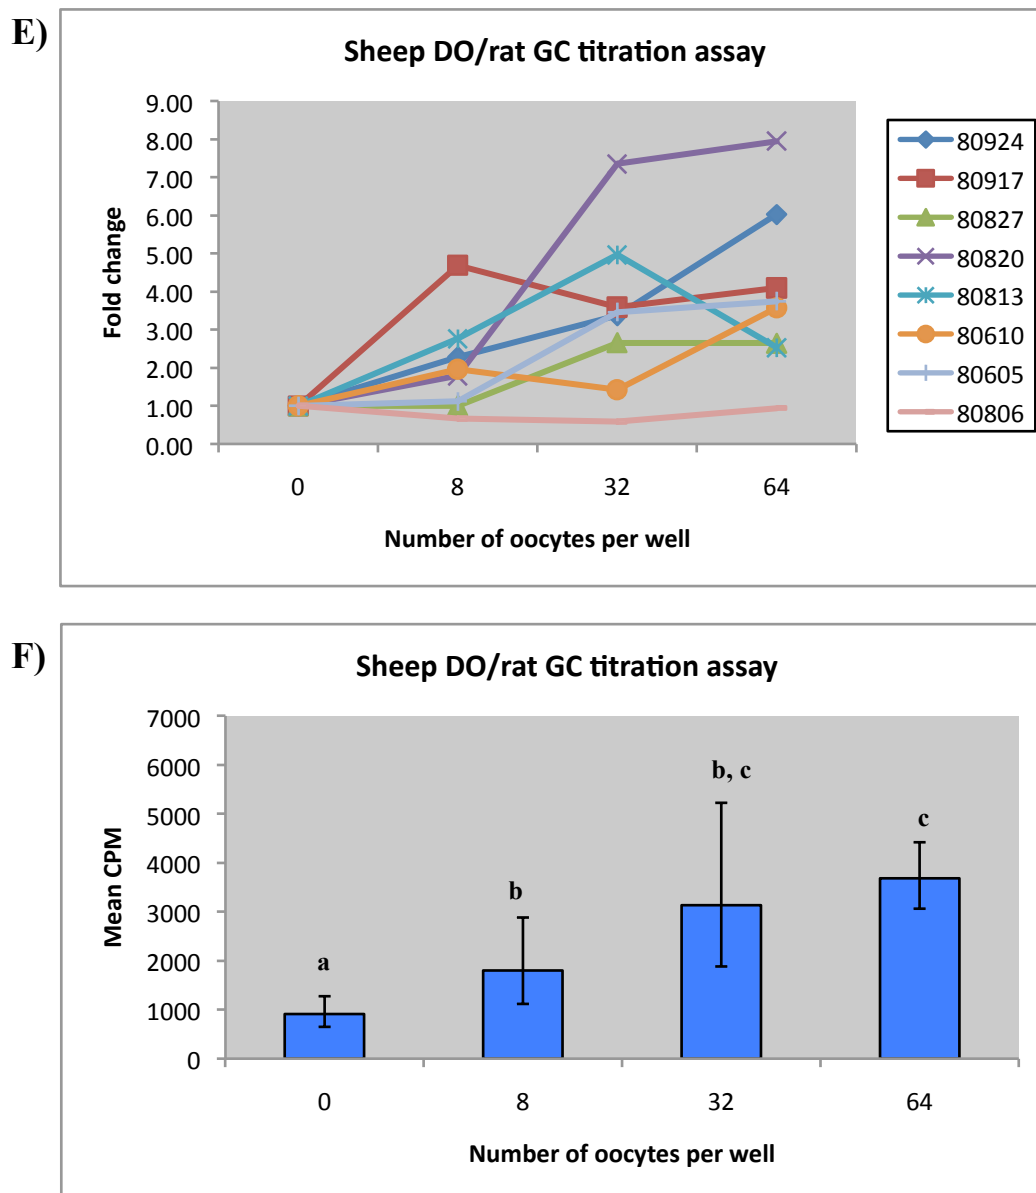 E)
Sheep DO/rat GC titration assay
9.00
8.00
7.00
6.00
5.00
4.00
3.00
2.00
1.00
0.00
Fold change
0 8 32 64
Number of oocytes per well
80924
80917
80827
80820
80813
80610
80605
80806
F)
Sheep DO/rat GC titration assay
7000
6000
5000
4000
3000
2000
1000
0
Mean CPM
a
b
b, c
c
0 8 32 64
Number of oocytes per well